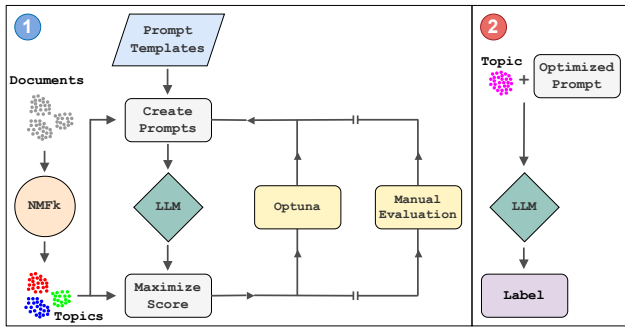 1
Prompt
Templates
Documents
Create
Prompts
NMFk
LLM
Optuna
Manual
Evaluation
Topics
Maximize
Score
2
Topic
+
Optimized
Prompt
LLM
Label